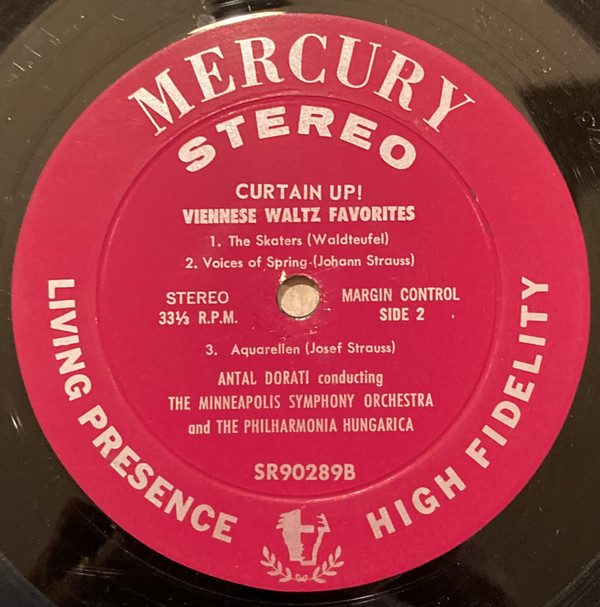 MERCURY
STEREO
CURTAIN UP!
VIENNESE WALTZ FAVORITES
1. The Skaters (Waldteufel)
2. Voices of Spring (Johann Strauss)
STEREO
33⅓ R.P.M.
MARGIN CONTROL
SIDE 2
3. Aquarellen (Josef Strauss)
ANTAL DORATI conducting
THE MINNEAPOLIS SYMPHONY ORCHESTRA
and THE PHILHARMONIA HUNGARICA
SR90289B
LIVING PRESENCE
HIGH FIDELITY